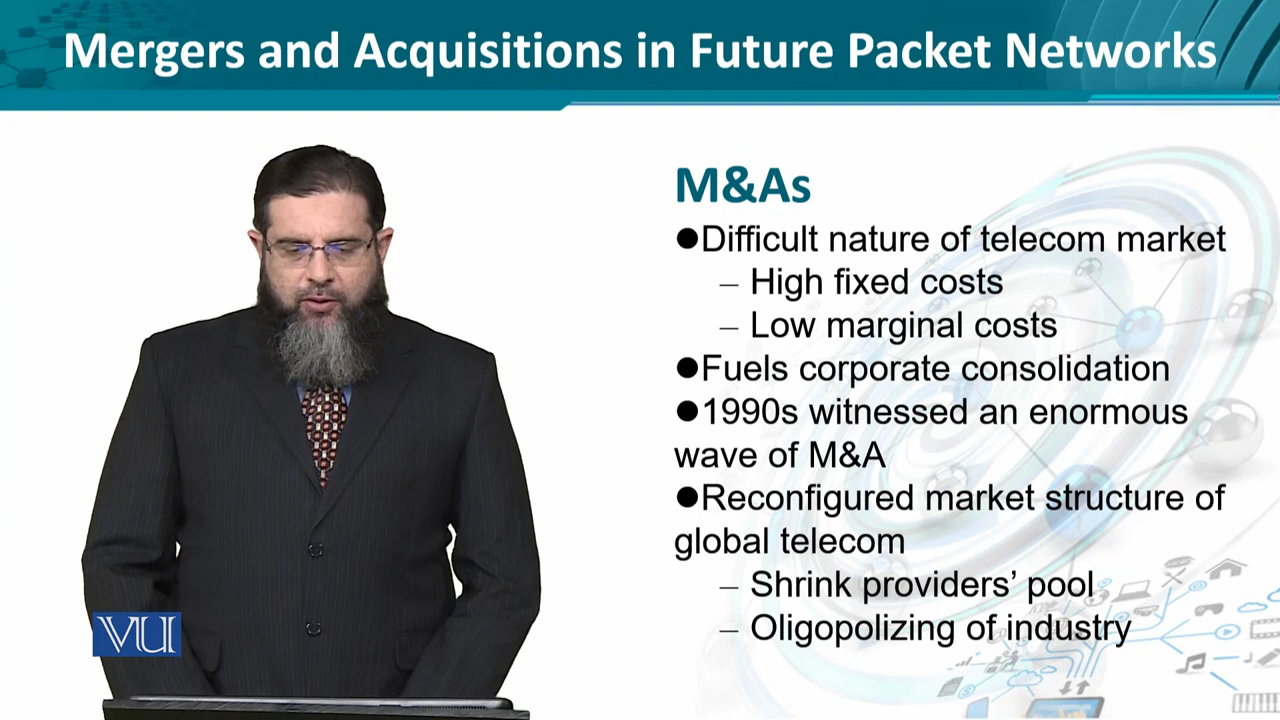 Mergers and Acquisitions in Future Packet Networks
M&As
●Difficult nature of telecom market
– High fixed costs
– Low marginal costs
●Fuels corporate consolidation
●1990s witnessed an enormous
wave of M&A
●Reconfigured market structure of
global telecom
– Shrink providers’ pool
– Oligopolizing of industry
VU